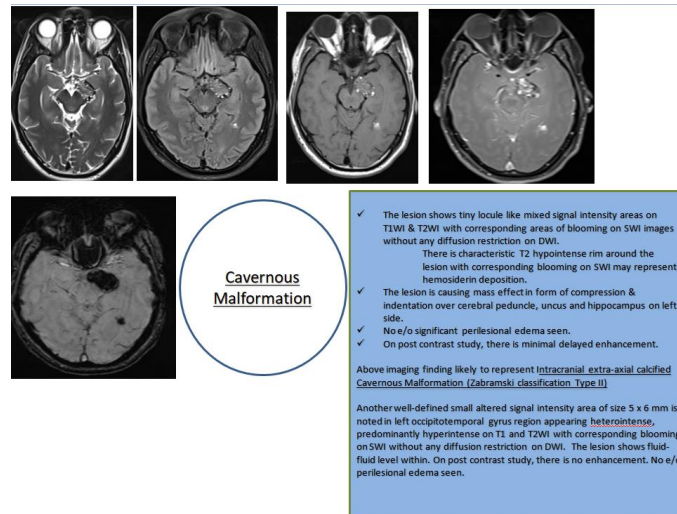 Cavernous
Malformation
✓ The lesion shows tiny locule like mixed signal intensity areas on
T1WI & T2WI with corresponding areas of blooming on SWI images
without any diffusion restriction on DWI.
There is characteristic T2 hypointense rim around the
lesion with corresponding blooming on SWI may represent
hemosiderin deposition.
✓ The lesion is causing mass effect in form of compression &
indentation over cerebral peduncle, uncus and hippocampus on left
side.
✓ No e/o significant perilesional edema seen.
✓ On post contrast study, there is minimal delayed enhancement.
Above imaging finding likely to represent Intracranial extra-axial calcified
Cavernous Malformation (Zabramski classification Type II)
Another well-defined small altered signal intensity area of size 5 x 6 mm is
noted in left occipitotemporal gyrus region appearing heterointense,
predominantly hyperintense on T1 and T2WI with corresponding blooming
on SWI without any diffusion restriction on DWI. The lesion shows fluid-
fluid level within. On post contrast study, there is no enhancement. No e/o
perilesional edema seen.